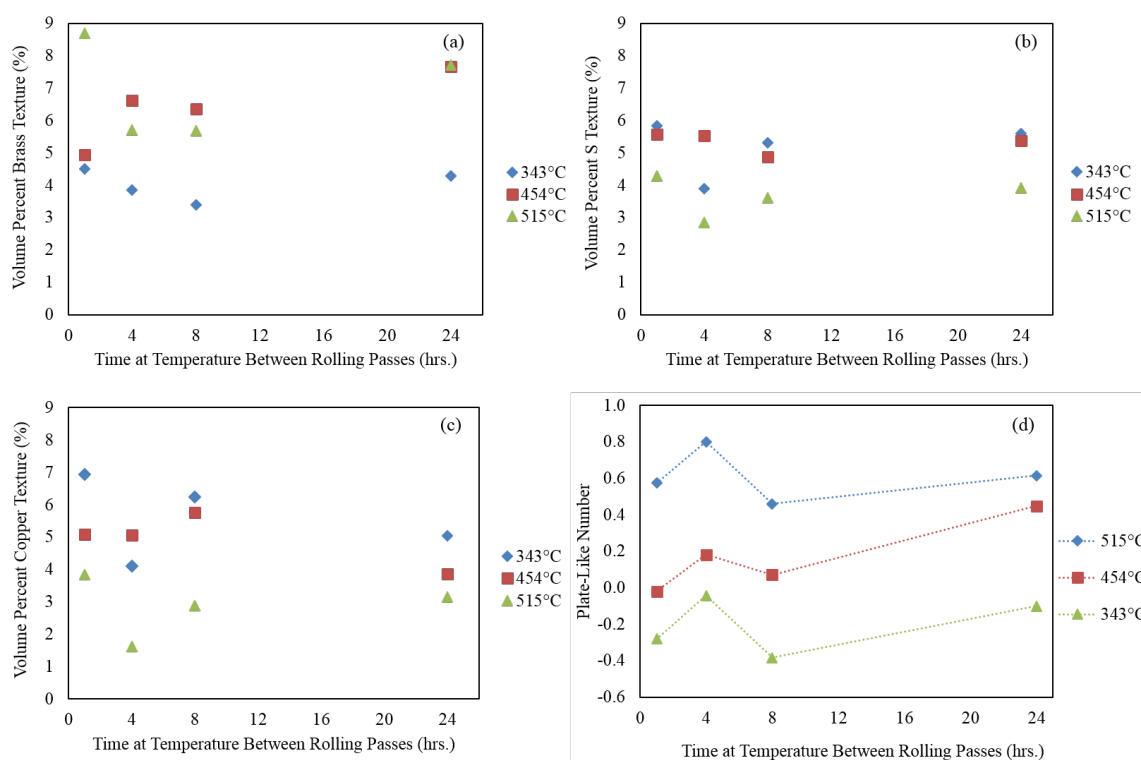 (a)
Volume Percent Brass Texture (%)
9
8
7
6
5
4
3
2
1
0
0 4 8 12 16 20 24
Time at Temperature Between Rolling Passes (hrs.)
343°C
454°C
515°C
(b)
Volume Percent S Texture (%)
9
8
7
6
5
4
3
2
1
0
0 4 8 12 16 20 24
Time at Temperature Between Rolling Passes (hrs.)
343°C
454°C
515°C
(c)
Volume Percent Copper Texture (%)
9
8
7
6
5
4
3
2
1
0
0 4 8 12 16 20 24
Time at Temperature Between Rolling Passes (hrs.)
343°C
454°C
515°C
(d)
Plate-Like Number
1.0
0.8
0.6
0.4
0.2
0.0
-0.2
-0.4
-0.6
0 4 8 12 16 20 24
Time at Temperature Between Rolling Passes (hrs.)
515°C
454°C
343°C